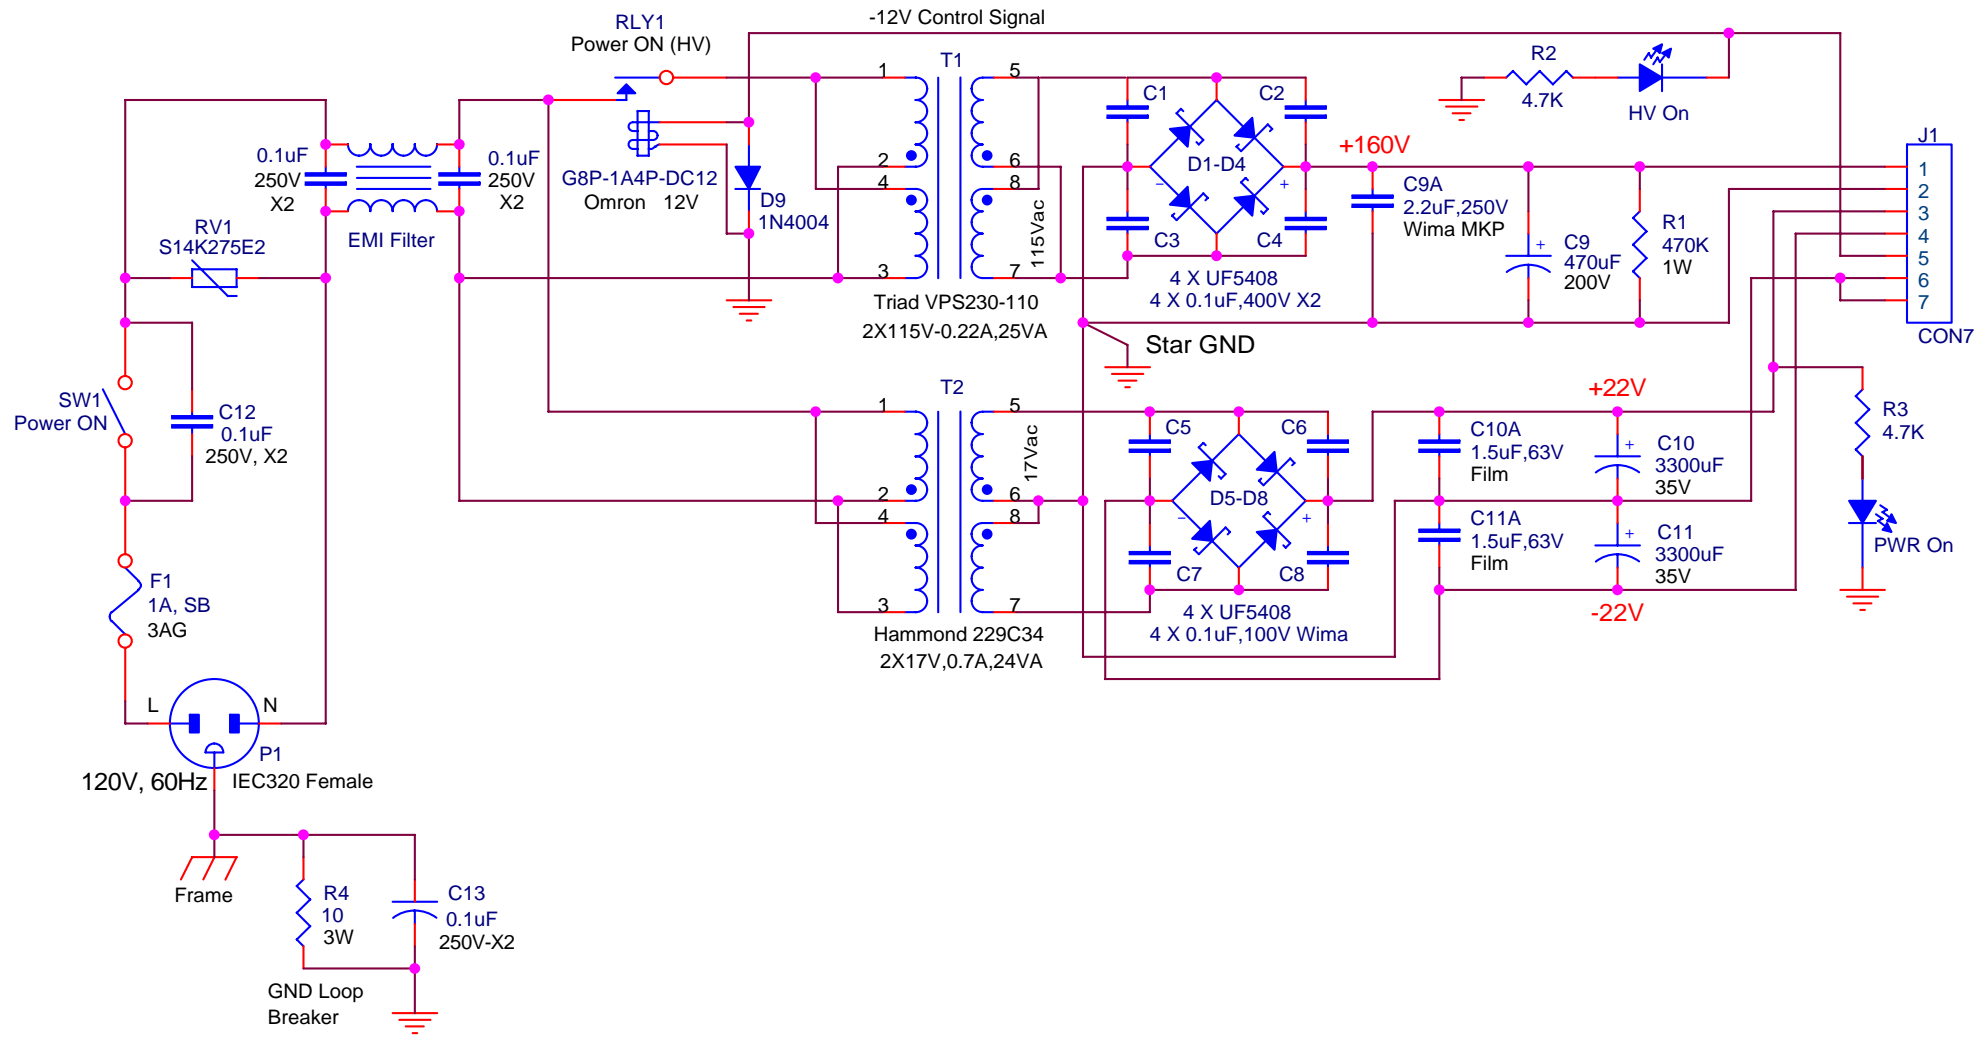 -12V Control Signal
RLY1
Power ON (HV)
G8P-1A4P-DC12
Omron 12V
D9
1N4004
0.1uF
250V
X2
0.1uF
250V
X2
EMI Filter
RV1
S14K275E2
SW1
Power ON
C12
0.1uF
250V, X2
F1
1A, SB
3AG
L
N
P1
120V, 60Hz
IEC320 Female
Frame
R4
10
3W
C13
0.1uF
250V-X2
GND Loop
Breaker
T1
1
2
4
3
5
6
8
7
115Vac
Triad VPS230-110
2X115V-0.22A,25VA
C1
C2
D1-D4
−
+
C3
C4
4 X UF5408
4 X 0.1uF,400V X2
+160V
C9A
2.2uF,250V
Wima MKP
+
C9
470uF
200V
R1
470K
1W
R2
4.7K
HV On
J1
1
2
3
4
5
6
7
CON7
Star GND
T2
1
2
4
3
5
6
8
7
17Vac
Hammond 229C34
2X17V,0.7A,24VA
C5
C6
D5-D8
−
+
C7
C8
4 X UF5408
4 X 0.1uF,100V Wima
+22V
C10A
1.5uF,63V
Film
+
C10
3300uF
35V
C11A
1.5uF,63V
Film
+
C11
3300uF
35V
-22V
R3
4.7K
PWR On